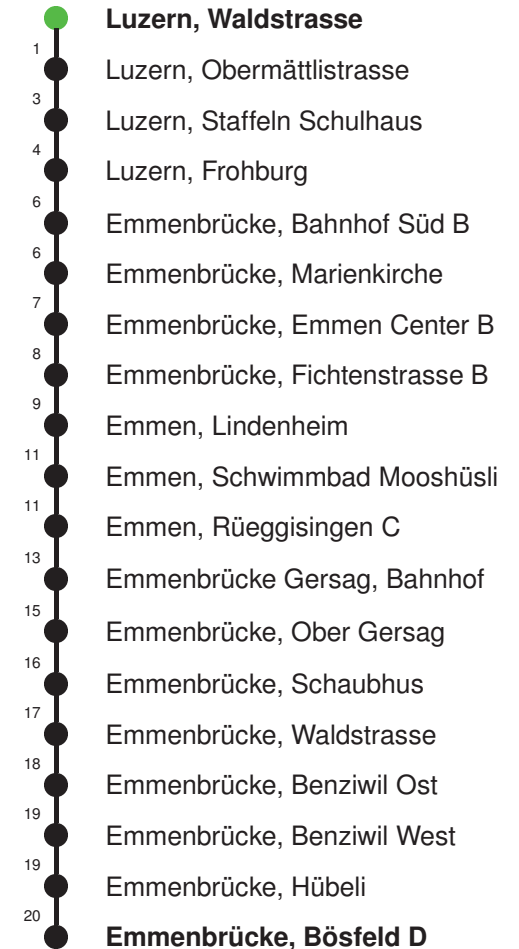 Luzern, Waldstrasse
1
Luzern, Obermättlistrasse
3
Luzern, Staffeln Schulhaus
4
Luzern, Frohburg
6
Emmenbrücke, Bahnhof Süd B
6
Emmenbrücke, Marienkirche
7
Emmenbrücke, Emmen Center B
8
Emmenbrücke, Fichtenstrasse B
9
Emmen, Lindenheim
11
Emmen, Schwimmbad Mooshüsli
11
Emmen, Rüeggisingen C
13
Emmenbrücke Gersag, Bahnhof
15
Emmenbrücke, Ober Gersag
16
Emmenbrücke, Schaubhus
17
Emmenbrücke, Waldstrasse
18
Emmenbrücke, Benziwil Ost
19
Emmenbrücke, Benziwil West
19
Emmenbrücke, Hübeli
20
Emmenbrücke, Bösfeld D